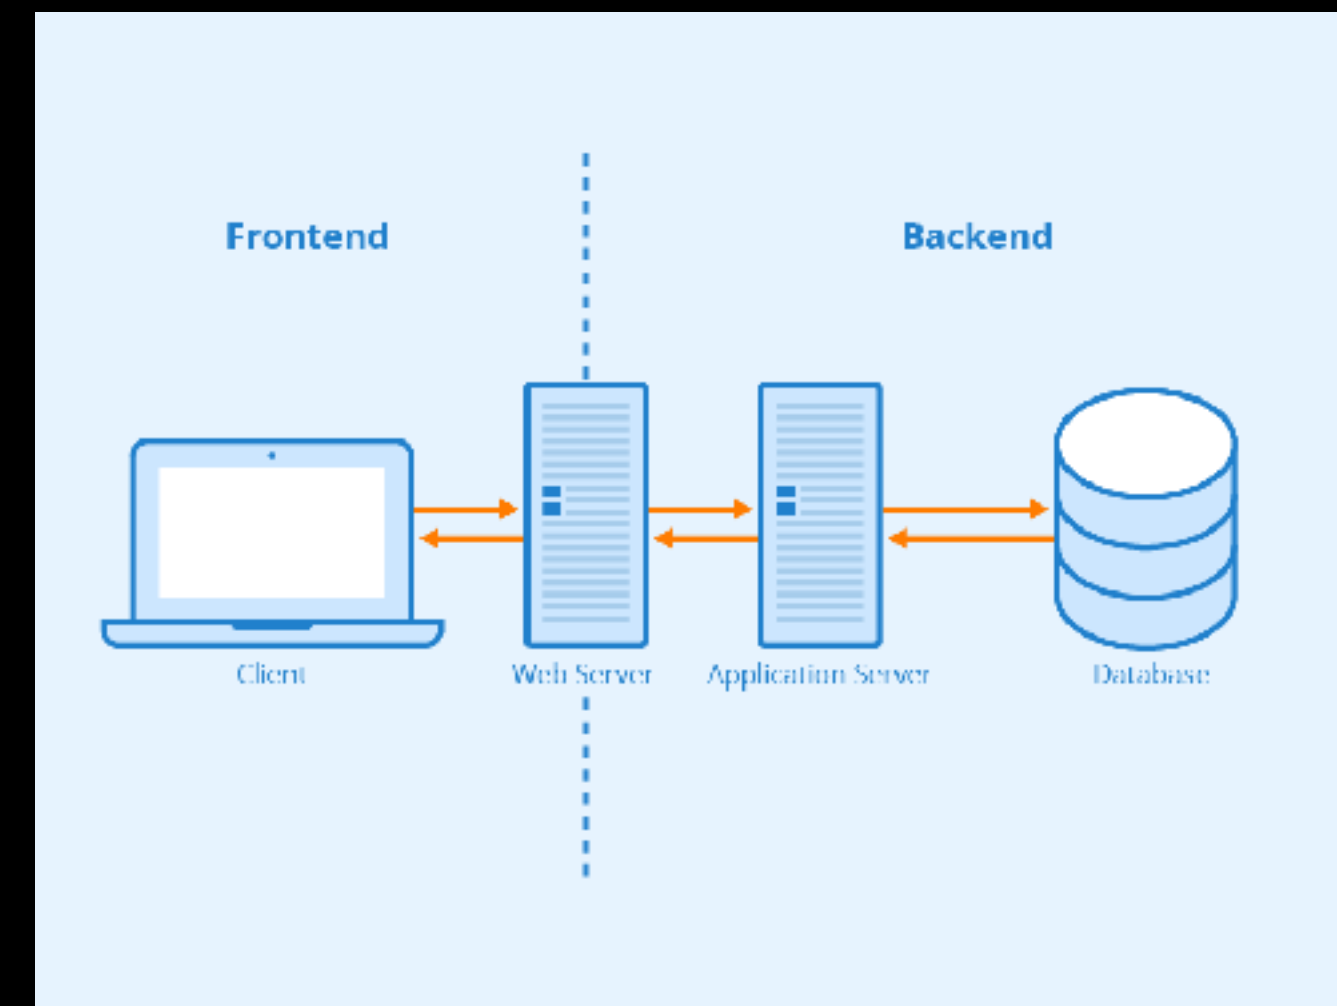 Frontend
Backend
Client
Web Server
Application Server
Database